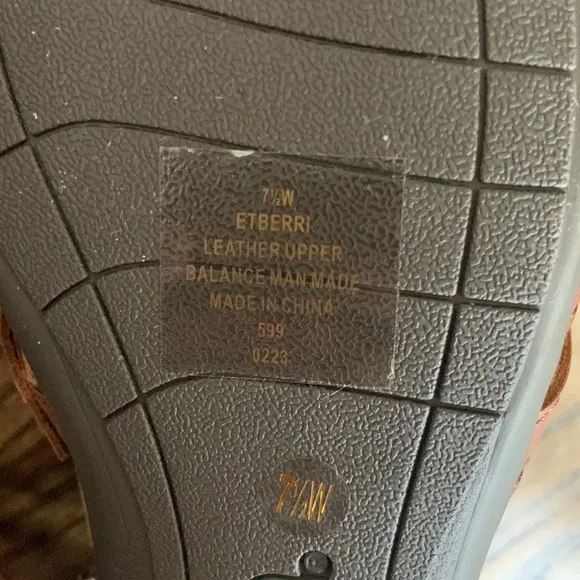 7½W
ETBERRI
LEATHER UPPER
BALANCE MAN MADE
MADE IN CHINA
599
0223
7½W